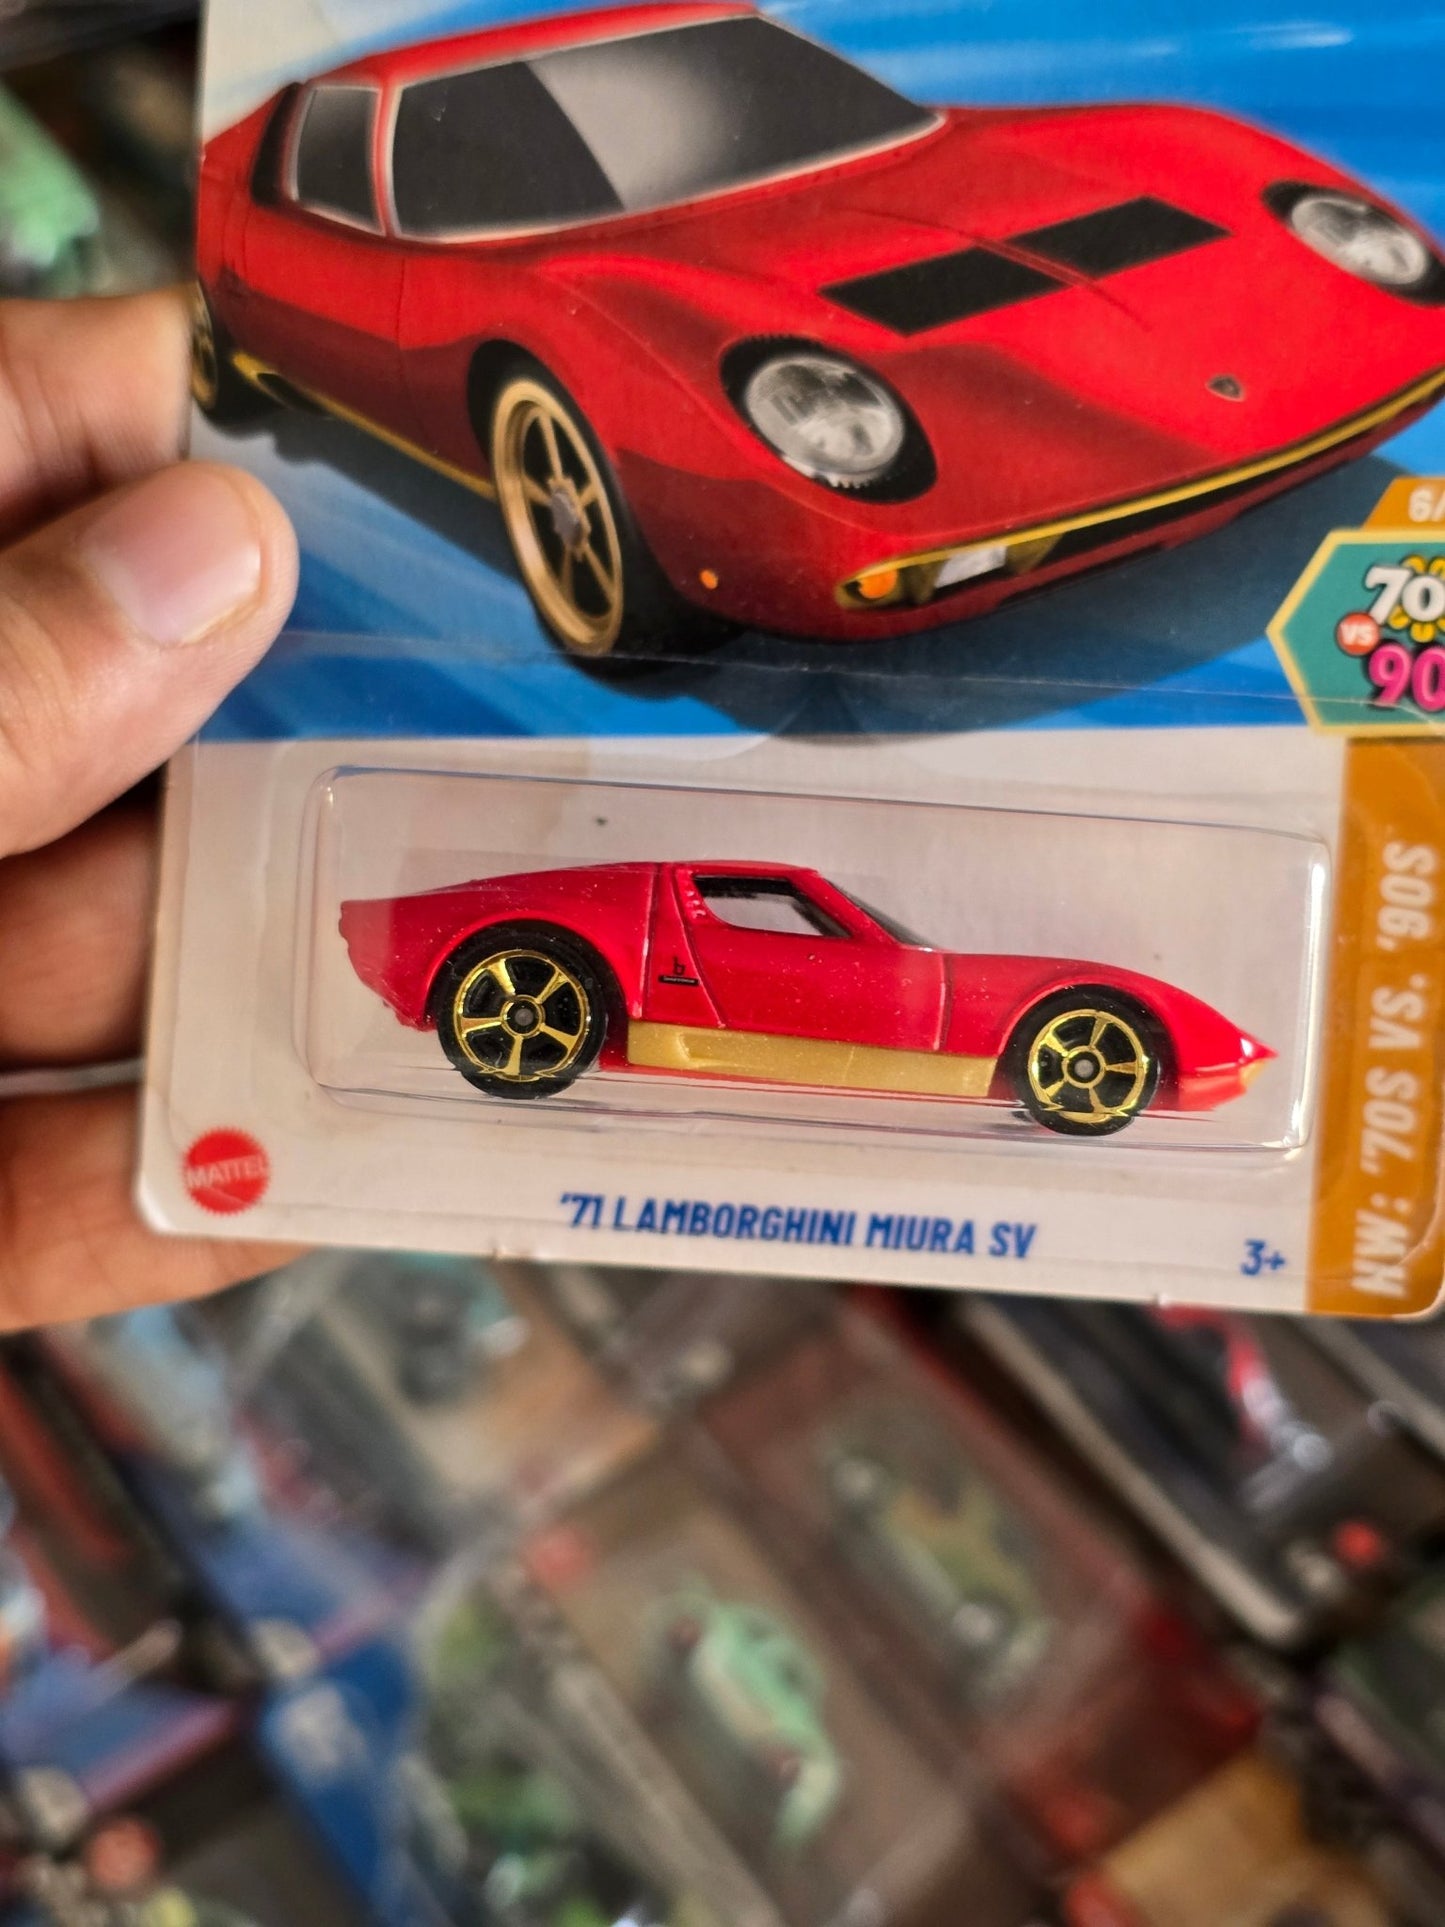 6/
70
VS
90
HW: '70S VS. '90S
MATTEL
'71 LAMBORGHINI MIURA SV
3+